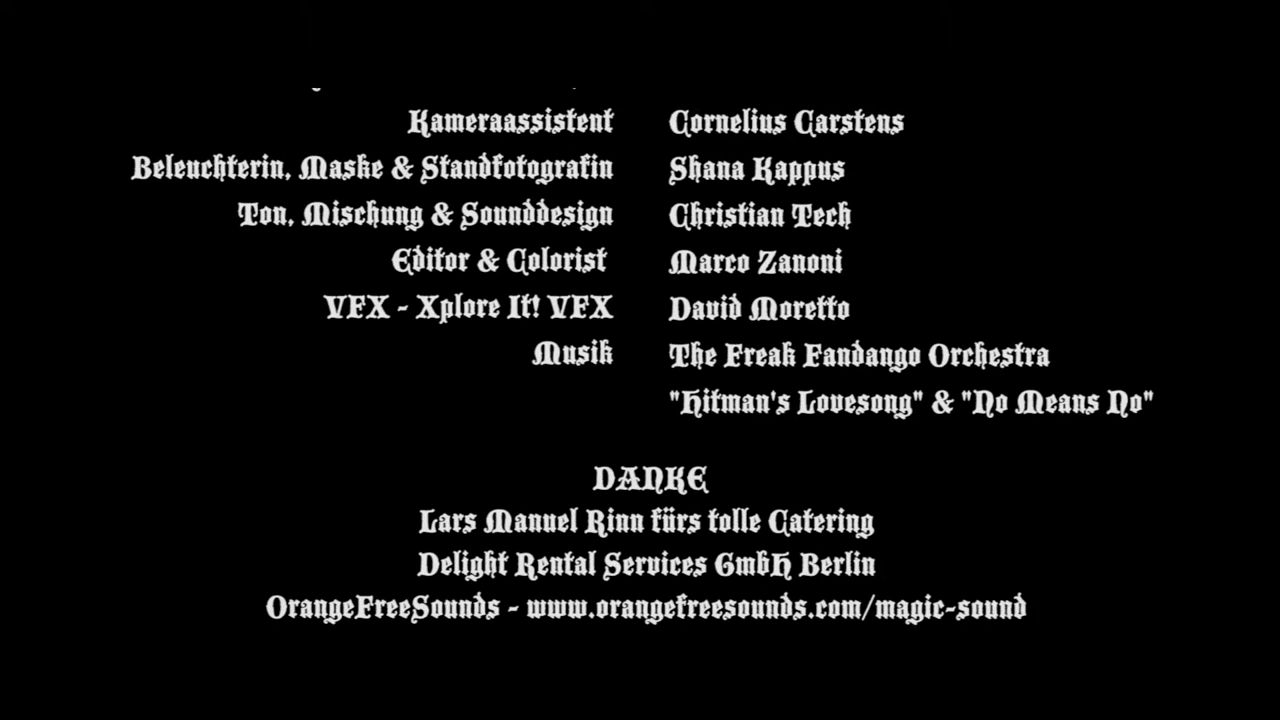 Kameraassistent Cornelius Carstens
Beleuchterin, Maske & Standfotografin Shana Kappus
Ton, Mischung & Sounddesign Christian Tech
Editor & Colorist Marco Zanoni
VFX - Xplore It! VFX David Moretto
Musik The Freak Fandango Orchestra
"Hitman's Lovesong" & "No Means No"
DANKE
Lars Manuel Rinn fürs tolle Catering
Delight Rental Services GmbH Berlin
OrangeFreeSounds - www.orangefreesounds.com/magic-sound